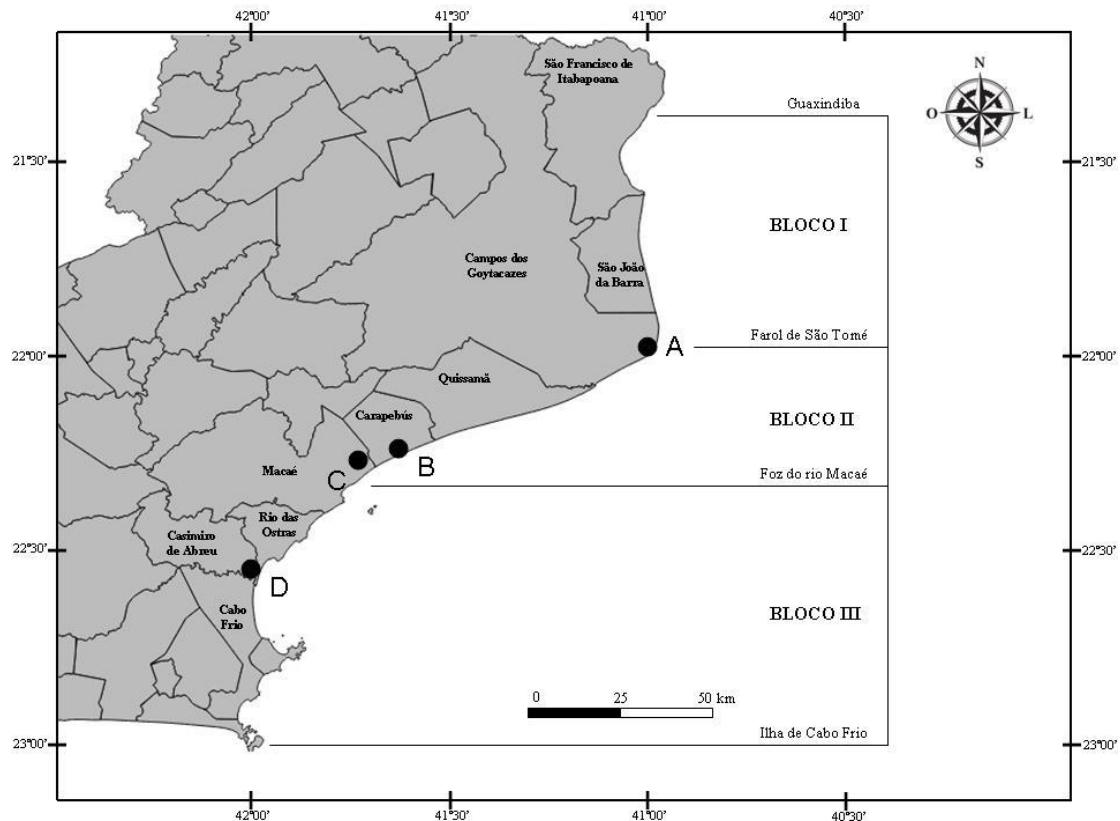 42°00' 41°30' 41°00' 40°30'
São Francisco de
Itabapoana
Guaxindiba
N
O L
S
21°30' 21°30'
BLOCO I
Campos dos
Goytacazes
São João
da Barra
Farol de São Tomé
A
22°00' 22°00'
Quissamã
Carapebús
BLOCO II
B
Macaé
C
Foz do rio Macaé
Rio das
Ostras
Casimiro
de Abreu
22°30' 22°30'
D
Cabo
Frio
BLOCO III
0 25 50 km
Ilha de Cabo Frio
23°00' 23°00'
42°00' 41°30' 41°00' 40°30'